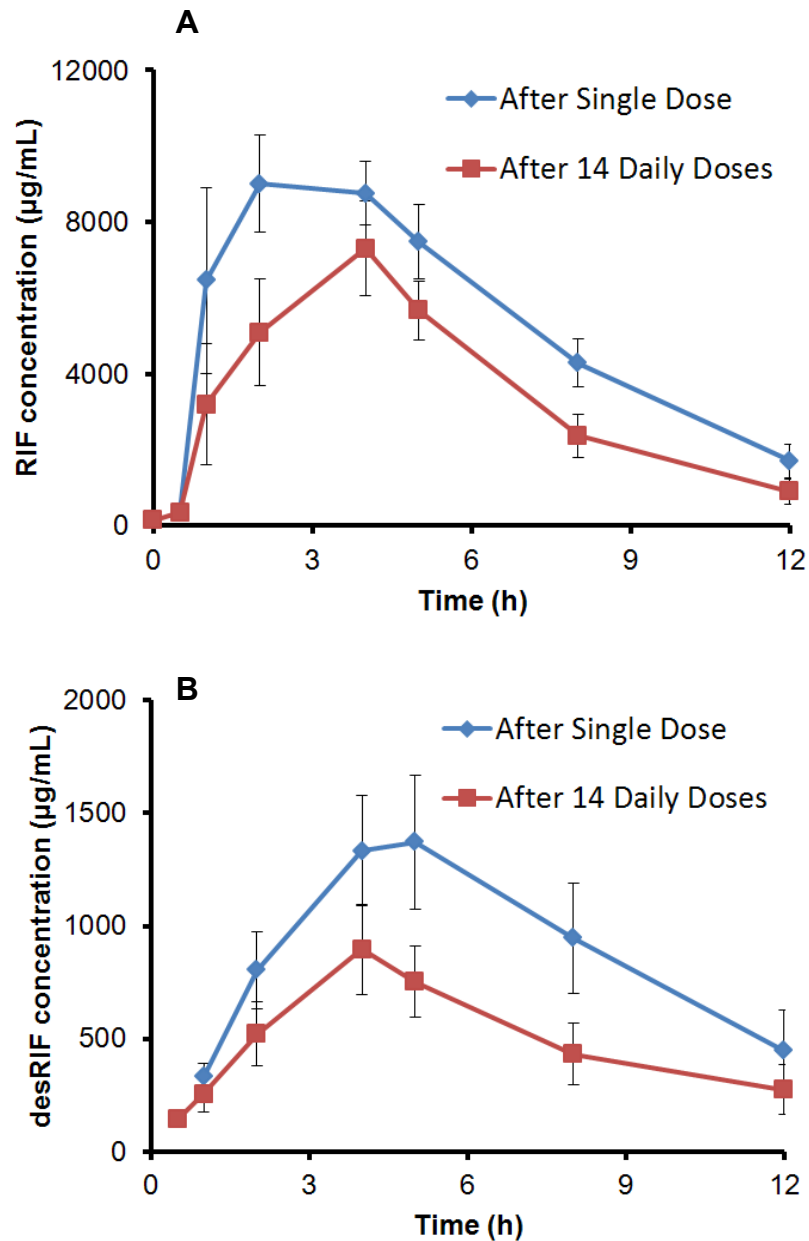 A
RIF concentration (µg/mL)
12000
8000
4000
0
After Single Dose
After 14 Daily Doses
0 3 6 9 12
Time (h)
B
desRIF concentration (µg/mL)
2000
1500
1000
500
0
After Single Dose
After 14 Daily Doses
0 3 6 9 12
Time (h)